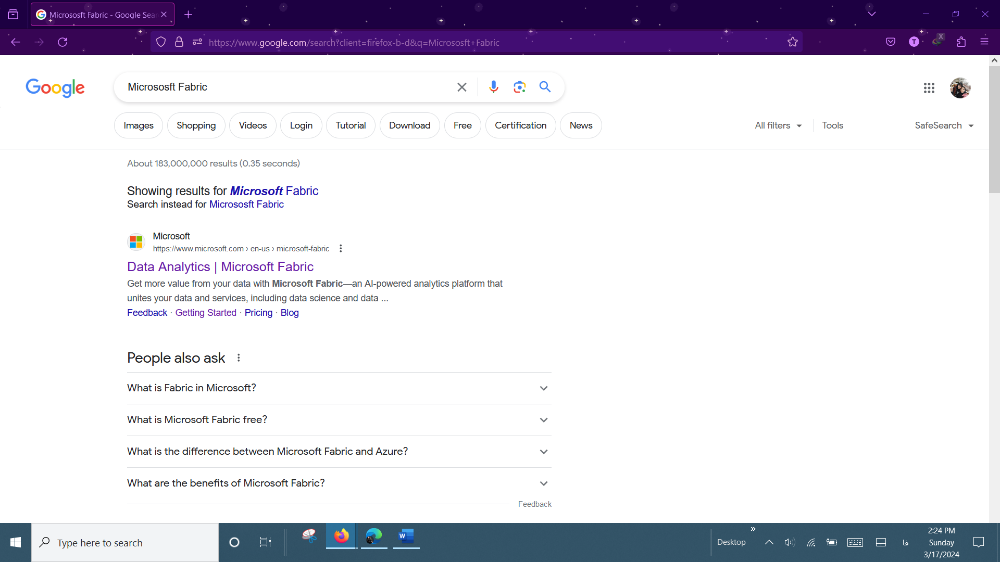 Micrososft Fabric - Google Sear
https://www.google.com/search?client=firefox-b-d&q=Micrososft+Fabric
T
X
Google
Micrososft Fabric
Images
Shopping
Videos
Login
Tutorial
Download
Free
Certification
News
All filters
Tools
SafeSearch
About 183,000,000 results (0.35 seconds)
Showing results for Microsoft Fabric
Search instead for Micrososft Fabric
Microsoft
https://www.microsoft.com › en-us › microsoft-fabric
Data Analytics | Microsoft Fabric
Get more value from your data with Microsoft Fabric—an AI-powered analytics platform that
unites your data and services, including data science and data ...
Feedback · Getting Started · Pricing · Blog
People also ask
What is Fabric in Microsoft?
What is Microsoft Fabric free?
What is the difference between Microsoft Fabric and Azure?
What are the benefits of Microsoft Fabric?
Feedback
Type here to search
W
Desktop
فا
2:24 PM
Sunday
3/17/2024